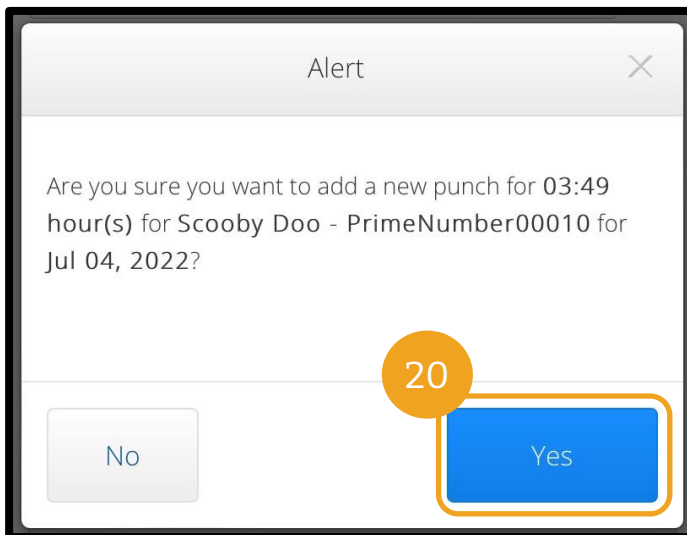 Alert
Are you sure you want to add a new punch for 03:49
hour(s) for Scooby Doo - PrimeNumber00010 for
Jul 04, 2022?
20
No
Yes